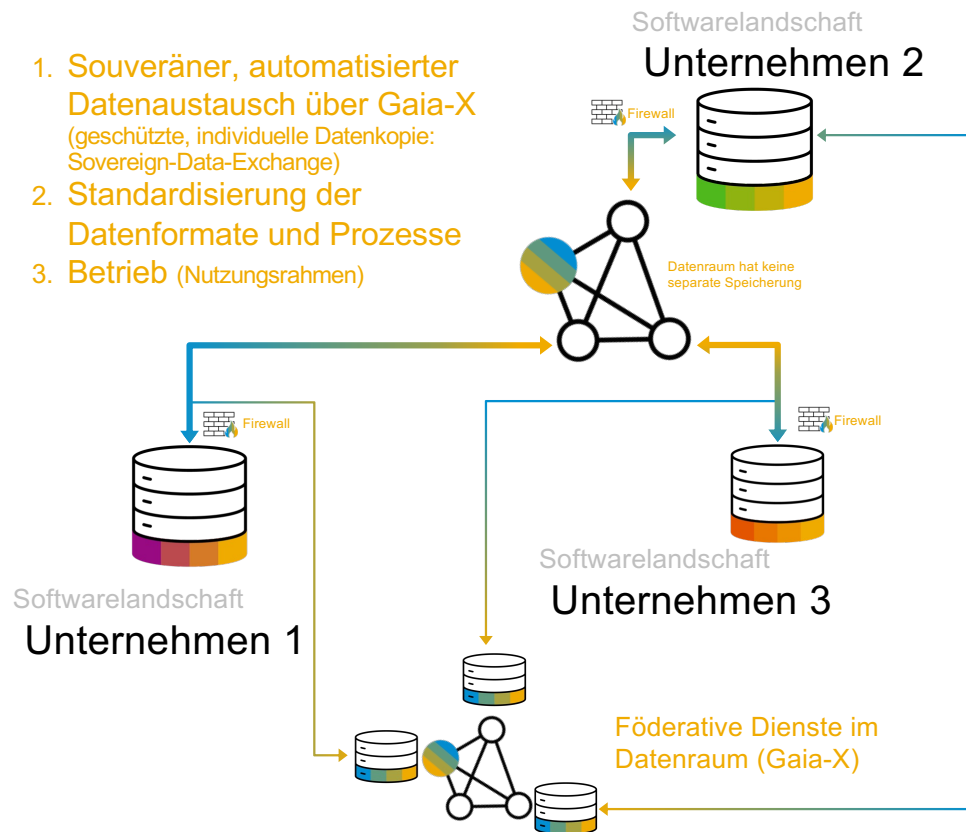 1. Souveräner, automatisierter
Datenaustausch über Gaia-X
(geschützte, individuelle Datenkopie:
Sovereign-Data-Exchange)
2. Standardisierung der
Datenformate und Prozesse
3. Betrieb (Nutzungsrahmen)
Softwarelandschaft
Unternehmen 2
Firewall
Datenraum hat keine
separate Speicherung
Firewall
Firewall
Softwarelandschaft
Unternehmen 1
Softwarelandschaft
Unternehmen 3
Föderative Dienste im
Datenraum (Gaia-X)